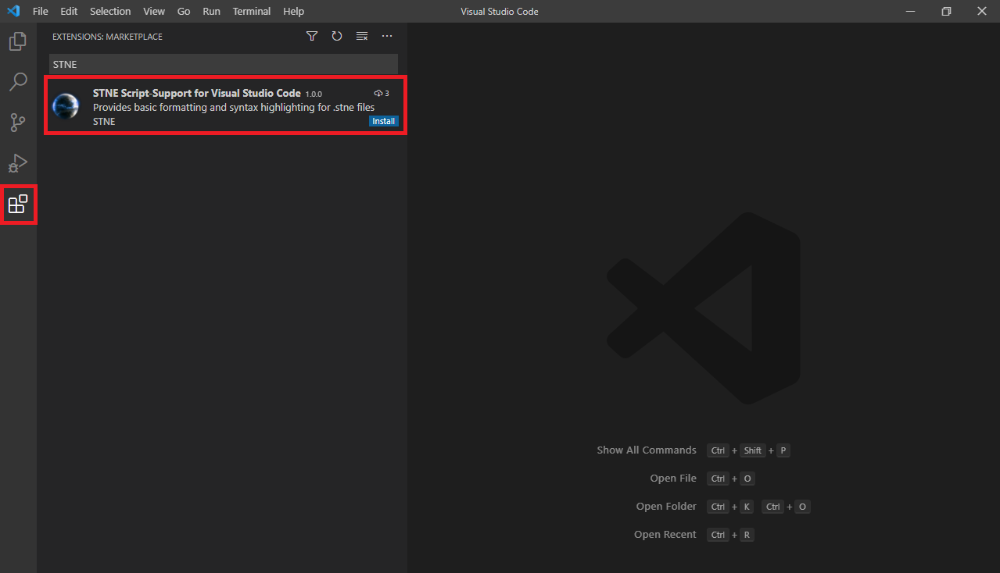 File Edit Selection View Go Run Terminal Help Visual Studio Code
EXTENSIONS: MARKETPLACE
STNE
STNE Script-Support for Visual Studio Code 1.0.0 3
Provides basic formatting and syntax highlighting for .stne files
STNE Install
Show All Commands Ctrl + Shift + P
Open File Ctrl + O
Open Folder Ctrl + K Ctrl + O
Open Recent Ctrl + R